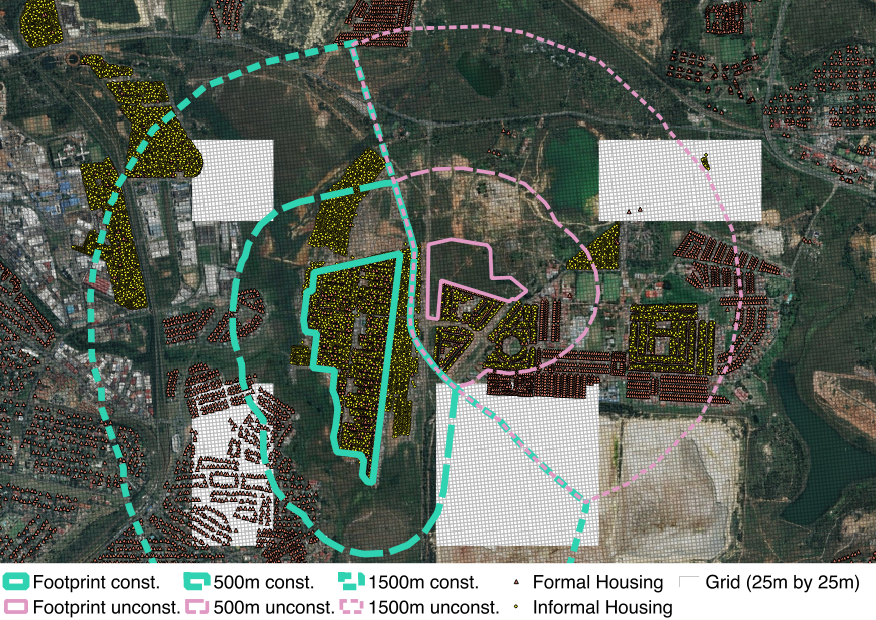 Footprint const. 500m const. 1500m const. Formal Housing Grid (25m by 25m)
Footprint unconst. 500m unconst. 1500m unconst. Informal Housing